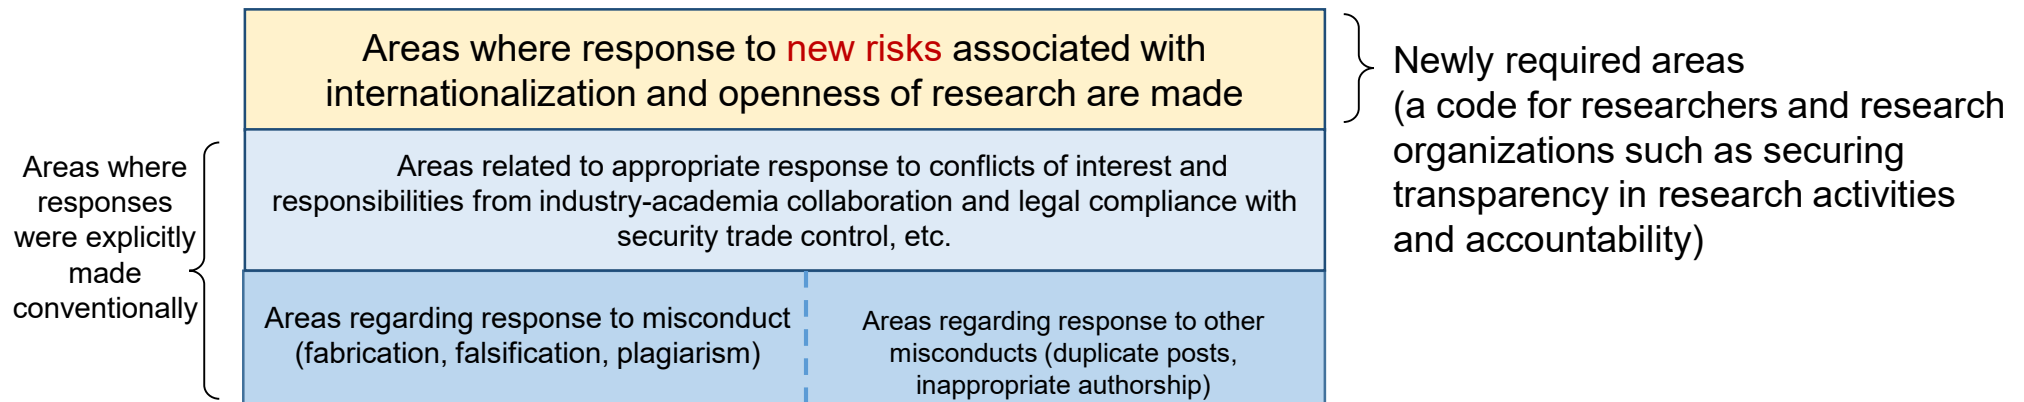 Areas where response to new risks associated with
internationalization and openness of research are made
Newly required areas
(a code for researchers and research
organizations such as securing
transparency in research activities
and accountability)
Areas where
responses
were explicitly
made
conventionally
Areas related to appropriate response to conflicts of interest and
responsibilities from industry-academia collaboration and legal compliance with
security trade control, etc.
Areas regarding response to misconduct
(fabrication, falsification, plagiarism)
Areas regarding response to other
misconducts (duplicate posts,
inappropriate authorship)